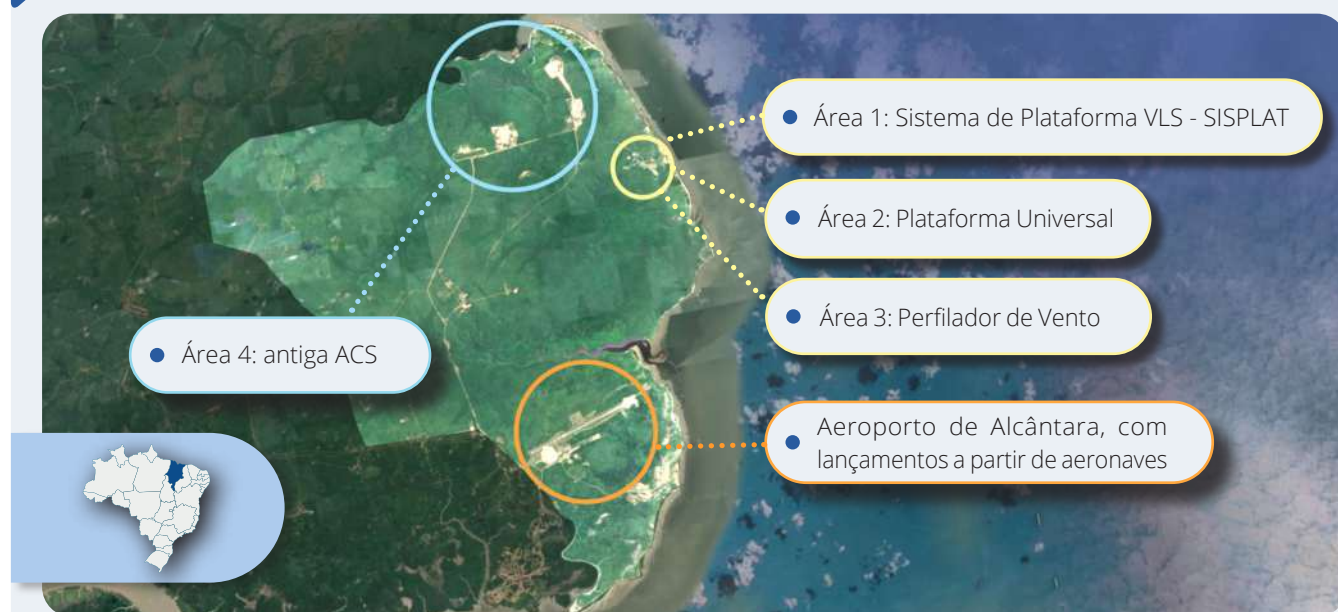 Área 1: Sistema de Plataforma VLS - SISPLAT
Área 2: Plataforma Universal
Área 3: Perfilador de Vento
Área 4: antiga ACS
Aeroporto de Alcântara, com
lançamentos a partir de aeronaves